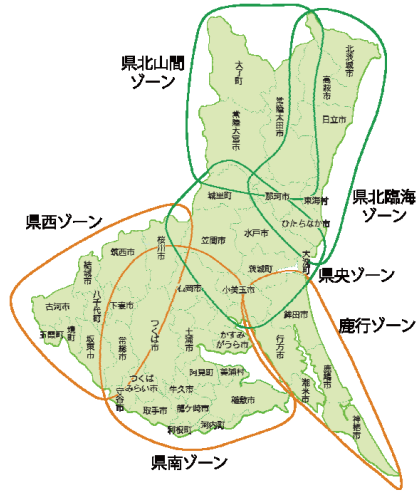 県北山間
ゾーン
北茨城市
大子町
高萩市
常陸太田市
日立市
常陸大宮市
城里町
那珂市
東海村
県北臨海
ゾーン
ひたちなか市
水戸市
笠間市
大洗町
県西ゾーン
桜川市
筑西市
茨城町
県央ゾーン
結城市
八千代町
石岡市
小美玉市
古河市
下妻市
鉾田市
鹿行ゾーン
五霞町
境町
坂東市
常総市
つくば市
土浦市
かすみ
がうら市
行方市
つくば
みらい市
阿見町
美浦村
鹿嶋市
潮来市
守谷市
牛久市
稲敷市
神栖市
取手市
龍ケ崎市
利根町
河内町
県南ゾーン